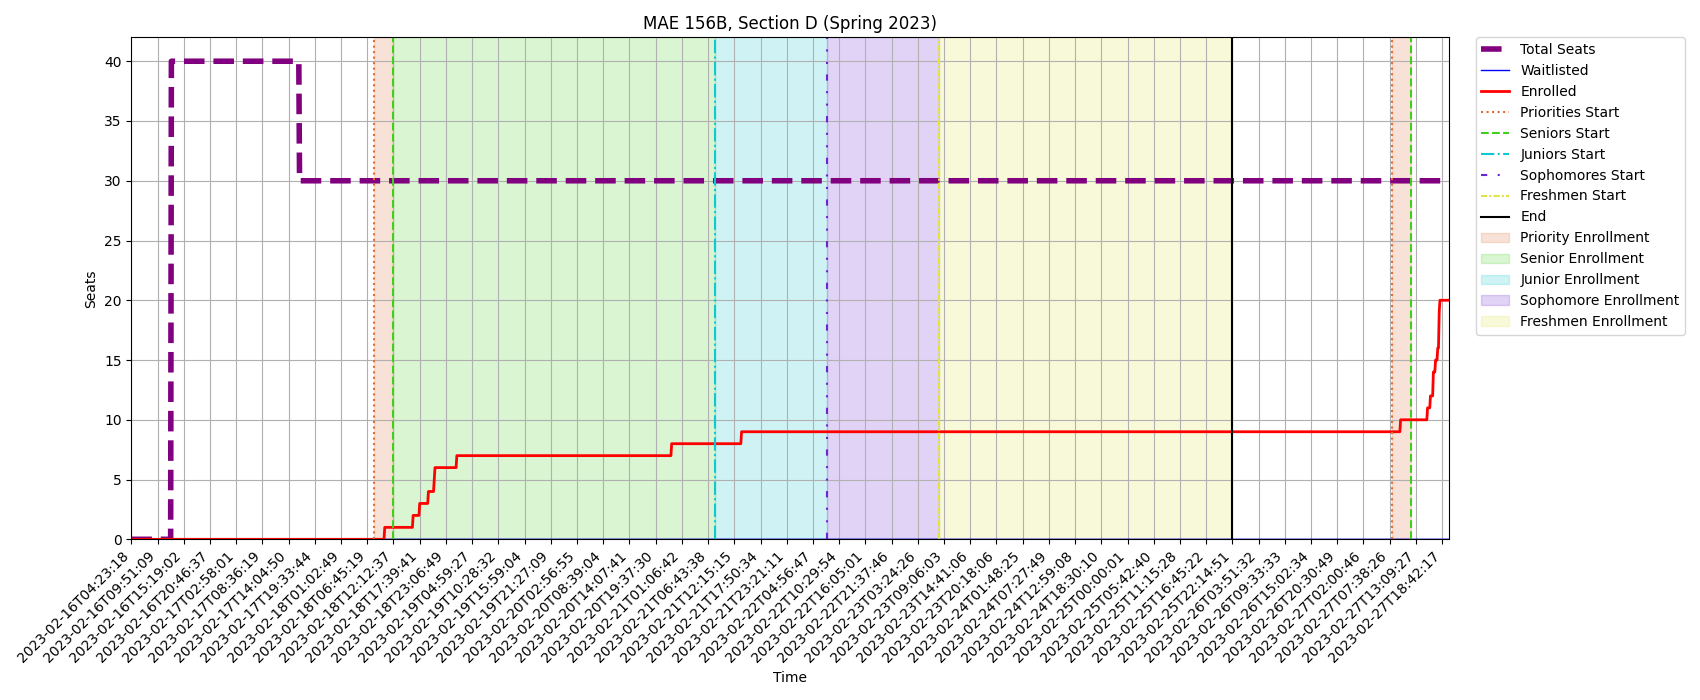 MAE 156B, Section D (Spring 2023)
Total Seats
Waitlisted
Enrolled
Priorities Start
Seniors Start
Juniors Start
Sophomores Start
Freshmen Start
End
Priority Enrollment
Senior Enrollment
Junior Enrollment
Sophomore Enrollment
Freshmen Enrollment
Seats
40
35
30
25
20
15
10
5
0
2023-02-16T04:23:18
2023-02-16T09:51:09
2023-02-16T15:19:02
2023-02-16T20:46:37
2023-02-17T02:58:01
2023-02-17T08:36:19
2023-02-17T14:04:50
2023-02-17T19:33:44
2023-02-18T01:02:49
2023-02-18T06:45:19
2023-02-18T12:12:37
2023-02-18T17:39:41
2023-02-18T23:06:49
2023-02-19T04:59:27
2023-02-19T10:28:32
2023-02-19T15:59:04
2023-02-19T21:27:09
2023-02-20T02:56:55
2023-02-20T08:39:04
2023-02-20T14:07:41
2023-02-20T19:37:30
2023-02-21T01:06:42
2023-02-21T06:43:38
2023-02-21T12:15:15
2023-02-21T17:50:34
2023-02-21T23:21:11
2023-02-22T04:56:47
2023-02-22T10:29:54
2023-02-22T16:05:01
2023-02-22T21:37:46
2023-02-23T03:24:26
2023-02-23T09:06:03
2023-02-23T14:41:06
2023-02-23T20:18:06
2023-02-24T01:48:25
2023-02-24T07:27:49
2023-02-24T12:59:08
2023-02-24T18:30:10
2023-02-25T00:00:01
2023-02-25T05:42:40
2023-02-25T11:15:28
2023-02-25T16:45:22
2023-02-25T22:14:51
2023-02-26T03:51:32
2023-02-26T09:33:33
2023-02-26T15:02:34
2023-02-26T20:30:49
2023-02-27T02:00:46
2023-02-27T07:38:26
2023-02-27T13:09:27
2023-02-27T18:42:17
Time